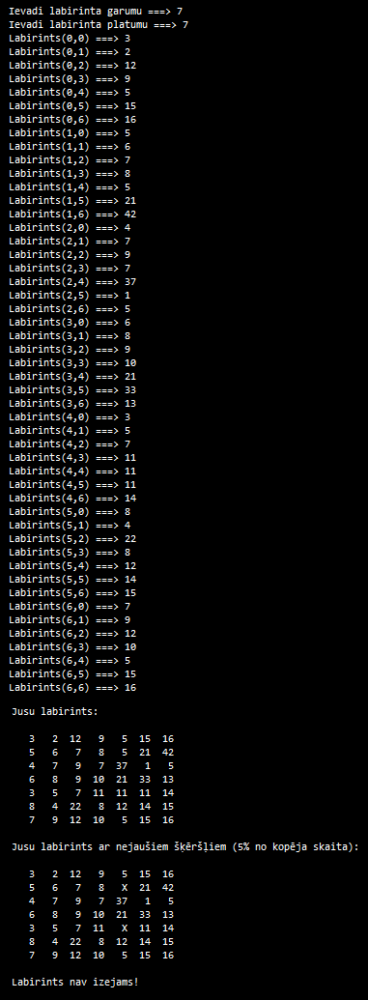 Ievadi labirinta garumu ===> 7
Ievadi labirinta platumu ===> 7
Labirints(0,0) ===> 3
Labirints(0,1) ===> 2
Labirints(0,2) ===> 12
Labirints(0,3) ===> 9
Labirints(0,4) ===> 5
Labirints(0,5) ===> 15
Labirints(0,6) ===> 16
Labirints(1,0) ===> 5
Labirints(1,1) ===> 6
Labirints(1,2) ===> 7
Labirints(1,3) ===> 8
Labirints(1,4) ===> 5
Labirints(1,5) ===> 21
Labirints(1,6) ===> 42
Labirints(2,0) ===> 4
Labirints(2,1) ===> 7
Labirints(2,2) ===> 9
Labirints(2,3) ===> 7
Labirints(2,4) ===> 37
Labirints(2,5) ===> 1
Labirints(2,6) ===> 5
Labirints(3,0) ===> 6
Labirints(3,1) ===> 8
Labirints(3,2) ===> 9
Labirints(3,3) ===> 10
Labirints(3,4) ===> 21
Labirints(3,5) ===> 33
Labirints(3,6) ===> 13
Labirints(4,0) ===> 3
Labirints(4,1) ===> 5
Labirints(4,2) ===> 7
Labirints(4,3) ===> 11
Labirints(4,4) ===> 11
Labirints(4,5) ===> 11
Labirints(4,6) ===> 14
Labirints(5,0) ===> 8
Labirints(5,1) ===> 4
Labirints(5,2) ===> 22
Labirints(5,3) ===> 8
Labirints(5,4) ===> 12
Labirints(5,5) ===> 14
Labirints(5,6) ===> 15
Labirints(6,0) ===> 7
Labirints(6,1) ===> 9
Labirints(6,2) ===> 12
Labirints(6,3) ===> 10
Labirints(6,4) ===> 5
Labirints(6,5) ===> 15
Labirints(6,6) ===> 16
Jusu labirints:
3 2 12 9 5 15 16
5 6 7 8 5 21 42
4 7 9 7 37 1 5
6 8 9 10 21 33 13
3 5 7 11 11 11 14
8 4 22 8 12 14 15
7 9 12 10 5 15 16
Jusu labirints ar nejaušiem šķēršļiem (5% no kopēja skaita):
3 2 12 9 5 15 16
5 6 7 8 X 21 42
4 7 9 7 37 1 5
6 8 9 10 21 33 13
3 5 7 11 X 11 14
8 4 22 8 12 14 15
7 9 12 10 5 15 16
Labirints nav izejams!